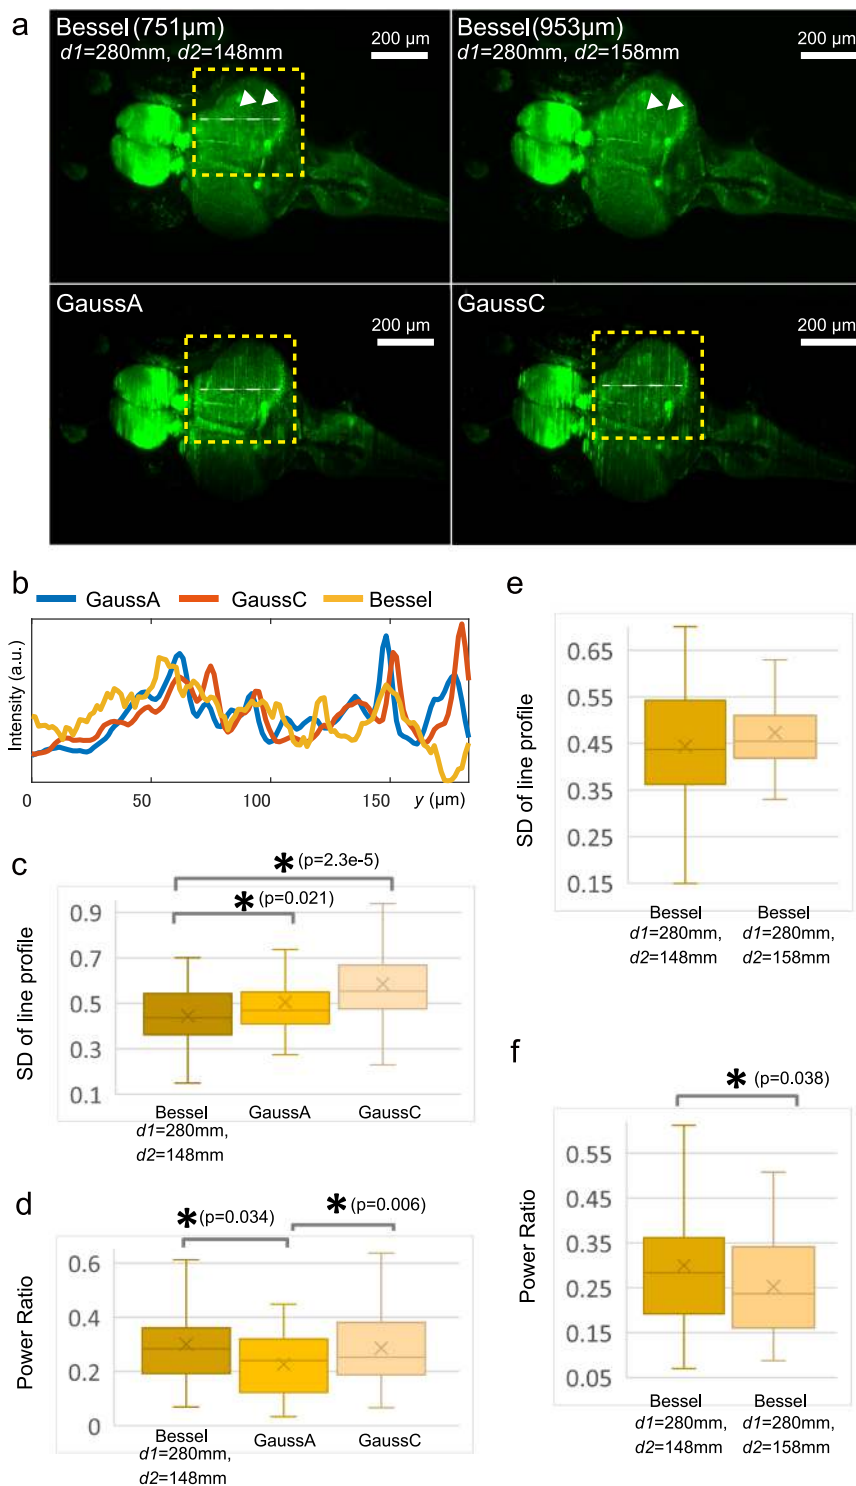 a
Bessel (751µm)
d1=280mm, d2=148mm
200 µm
Bessel (953µm)
d1=280mm, d2=158mm
200 µm
GaussA
200 µm
GaussC
200 µm
b
GaussA GaussC Bessel
Intensity (a.u.)
0 50 100 150 y (µm)
c
* (p=2.3e-5)
* (p=0.021)
SD of line profile
0.9
0.7
0.5
0.3
0.1
Bessel GaussA GaussC
d1=280mm,
d2=148mm
d
* (p=0.034) * (p=0.006)
Power Ratio
0.6
0.4
0.2
0
Bessel GaussA GaussC
d1=280mm,
d2=148mm
e
SD of line profile
0.65
0.55
0.45
0.35
0.25
0.15
Bessel Bessel
d1=280mm, d1=280mm,
d2=148mm d2=158mm
f
* (p=0.038)
Power Ratio
0.55
0.45
0.35
0.25
0.15
0.05
Bessel Bessel
d1=280mm, d1=280mm,
d2=148mm d2=158mm